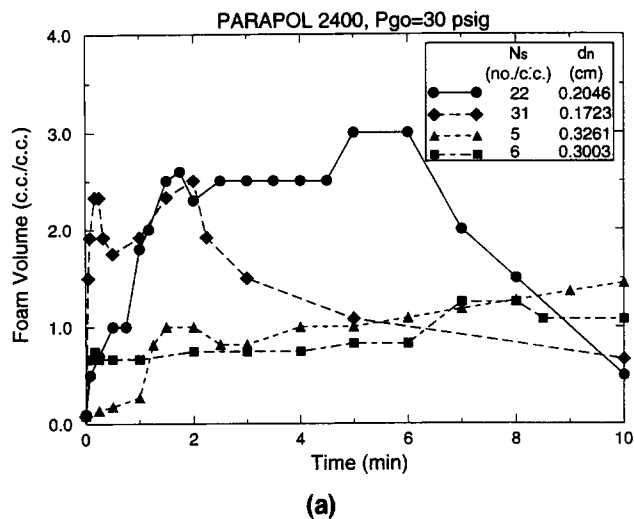 PARAPOL 2400, Pgo=30 psig
Ns dn
(no./c.c.) (cm)
22 0.2046
31 0.1723
5 0.3261
6 0.3003
4.0
3.0
2.0
1.0
0.0
Foam Volume (c.c./c.c.)
0 2 4 6 8 10
Time (min)
(a)